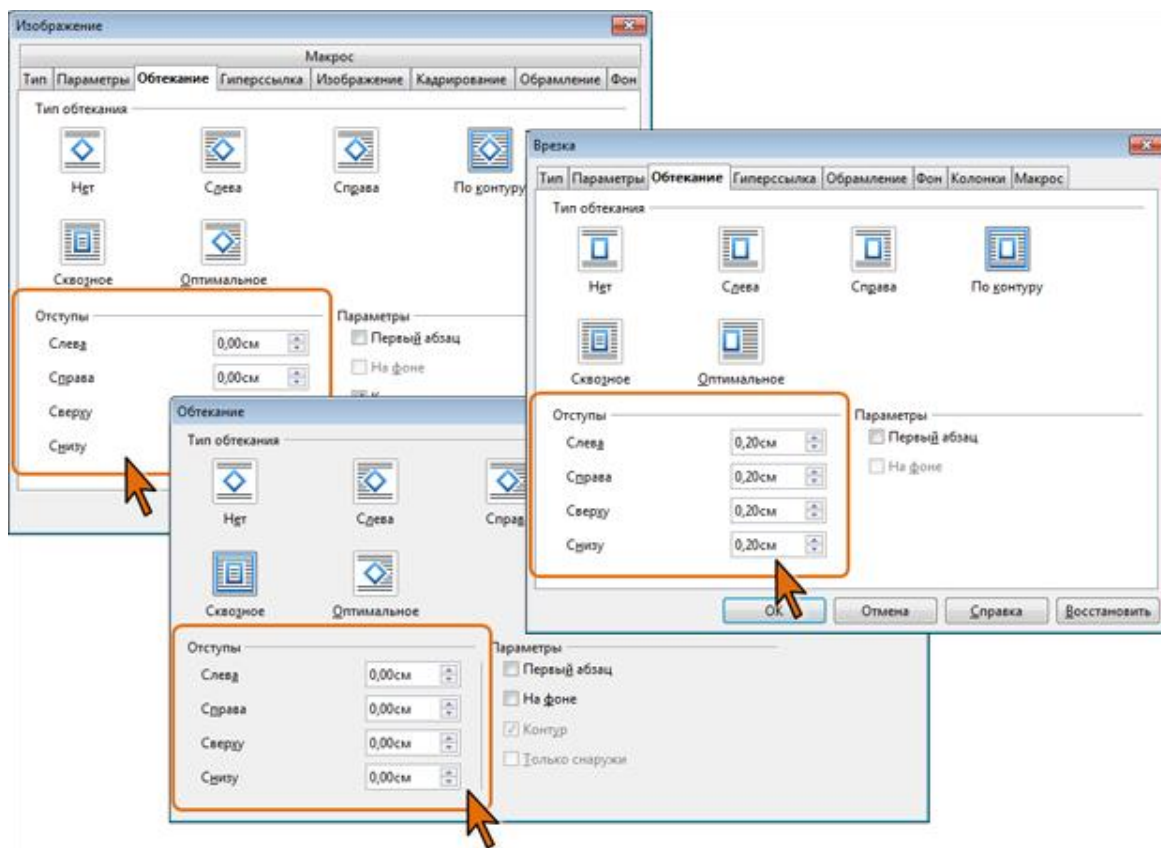 Изображение
Макрос
Тип Параметры Обтекание Гиперссылка Изображение Кадрирование Обрамление Фон
Тип обтекания
Нет Слева Справа По контуру
Сквозное Оптимальное
Отступы Параметры
Слева 0,00см Первый абзац
Справа 0,00см На фоне
Сверху
Снизу
Врезка
Тип Параметры Обтекание Гиперссылка Обрамление Фон Колонки Макрос
Тип обтекания
Нет Слева Справа По контуру
Сквозное Оптимальное
Отступы Параметры
Слева 0,20см Первый абзац
Справа 0,20см На фоне
Сверху 0,20см
Снизу 0,20см
ОК Отмена Справка Восстановить
Обтекание
Тип обтекания
Нет Слева Справ
Сквозное Оптимальное
Отступы Параметры
Слева 0,00см Первый абзац
Справа 0,00см На фоне
Сверху 0,00см Контур
Снизу 0,00см Только снаружи